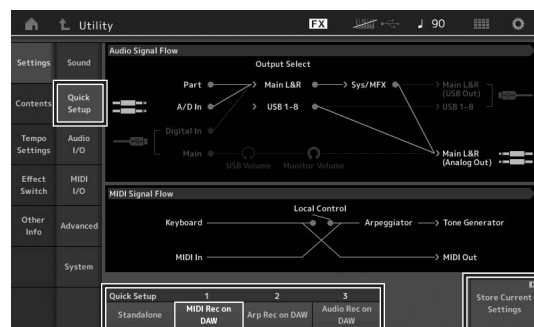 Utility
FX
90
Settings
Sound
Contents
Quick Setup
Tempo Settings
Audio I/O
Effect Switch
MIDI I/O
Other Info
Advanced
System
Audio Signal Flow
Output Select
Part
Main L&R
Sys/MFX
Main L&R (USB Out)
A/D In
USB 1-8
USB 1-8
Digital In
Main
USB Volume
Monitor Volume
Main L&R (Analog Out)
MIDI Signal Flow
Local Control
Keyboard
Arpeggiator
Tone Generator
MIDI In
MIDI Out
Quick Setup
1
2
3
Standalone
MIDI Rec on DAW
Arp Rec on DAW
Audio Rec on DAW
Store Current Settings